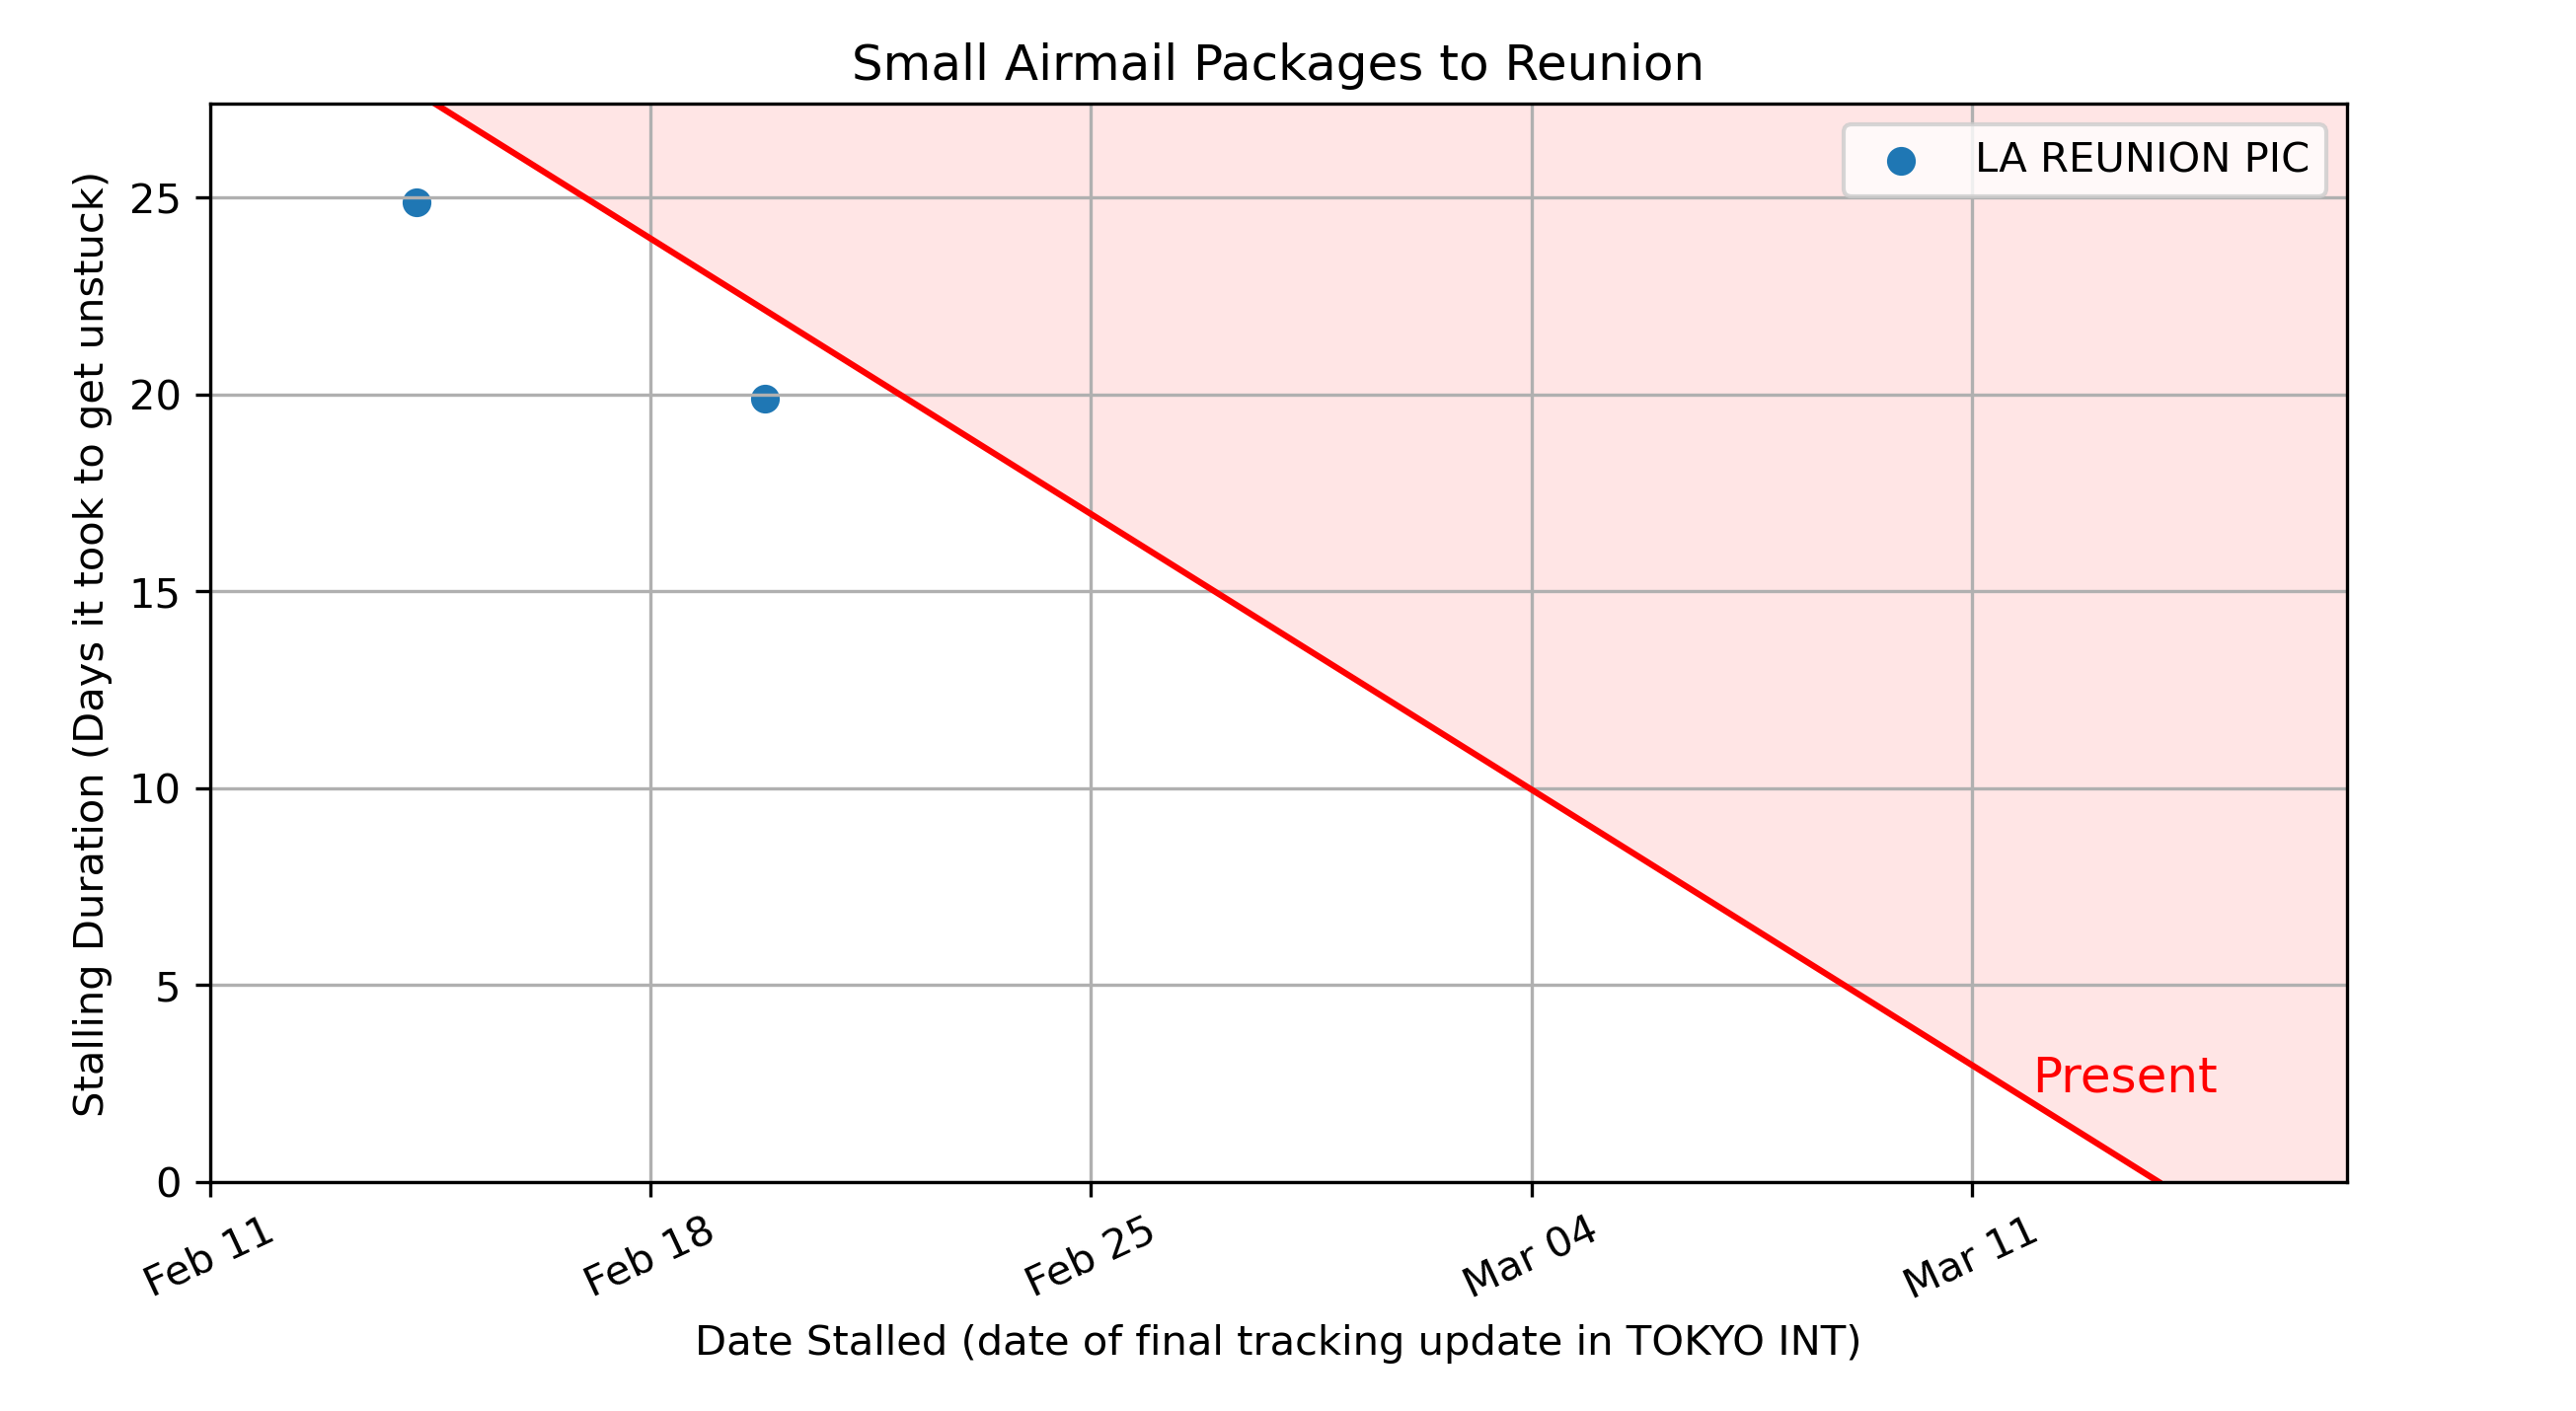 Small Airmail Packages to Reunion
LA REUNION PIC
Stalling Duration (Days it took to get unstuck)
25
20
15
10
5
0
Present
Feb 11
Feb 18
Feb 25
Mar 04
Mar 11
Date Stalled (date of final tracking update in TOKYO INT)